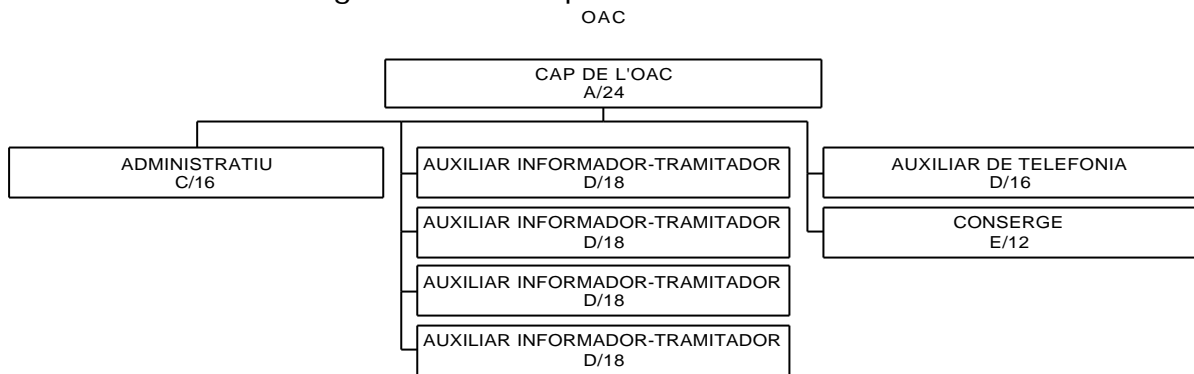 OAC
CAP DE L'OAC
A/24
ADMINISTRATIU
C/16
AUXILIAR INFORMADOR-TRAMITADOR
D/18
AUXILIAR INFORMADOR-TRAMITADOR
D/18
AUXILIAR INFORMADOR-TRAMITADOR
D/18
AUXILIAR INFORMADOR-TRAMITADOR
D/18
AUXILIAR DE TELEFONIA
D/16
CONSERGE
E/12